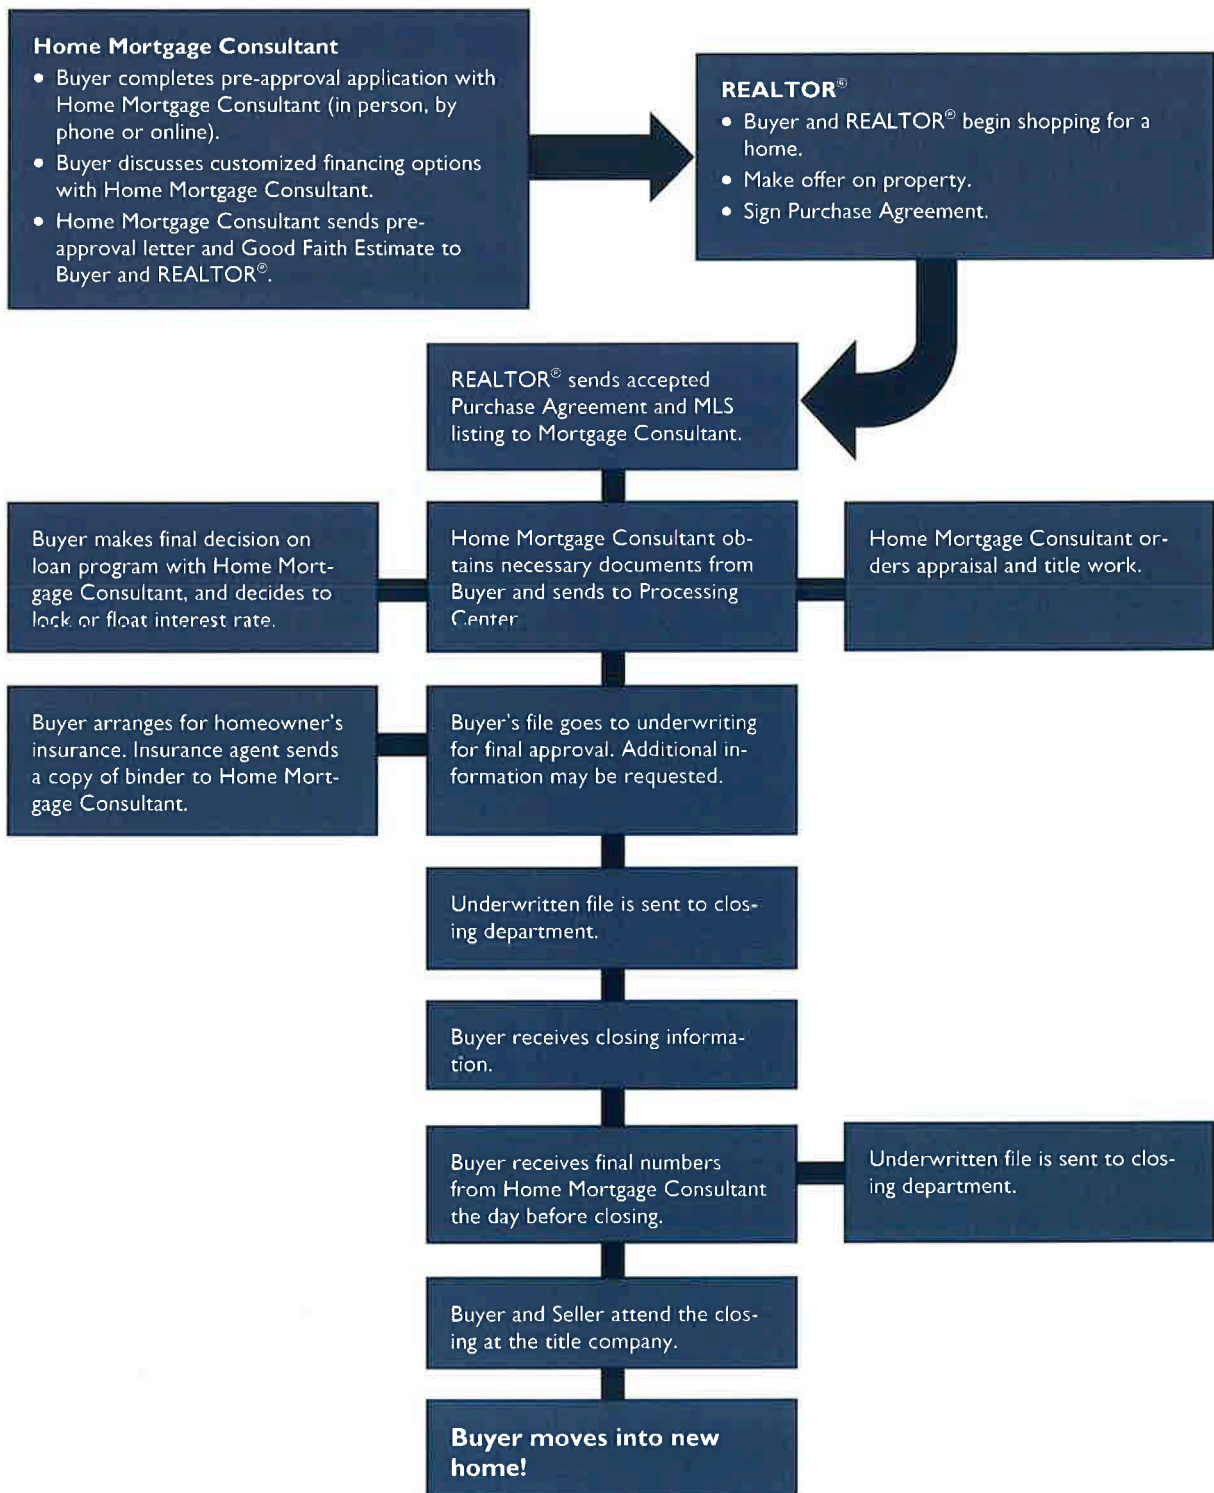 Home Mortgage Consultant
• Buyer completes pre-approval application with
Home Mortgage Consultant (in person, by
phone or online).
• Buyer discusses customized financing options
with Home Mortgage Consultant.
• Home Mortgage Consultant sends pre-
approval letter and Good Faith Estimate to
Buyer and REALTOR®.
REALTOR®
• Buyer and REALTOR® begin shopping for a
home.
• Make offer on property.
• Sign Purchase Agreement.
REALTOR® sends accepted
Purchase Agreement and MLS
listing to Mortgage Consultant.
Buyer makes final decision on
loan program with Home Mort-
gage Consultant, and decides to
lock or float interest rate.
Home Mortgage Consultant ob-
tains necessary documents from
Buyer and sends to Processing
Center
Home Mortgage Consultant or-
ders appraisal and title work.
Buyer arranges for homeowner's
insurance. Insurance agent sends
a copy of binder to Home Mort-
gage Consultant.
Buyer's file goes to underwriting
for final approval. Additional in-
formation may be requested.
Underwritten file is sent to clos-
ing department.
Buyer receives closing informa-
tion.
Buyer receives final numbers
from Home Mortgage Consultant
the day before closing.
Underwritten file is sent to clos-
ing department.
Buyer and Seller attend the clos-
ing at the title company.
Buyer moves into new
home!